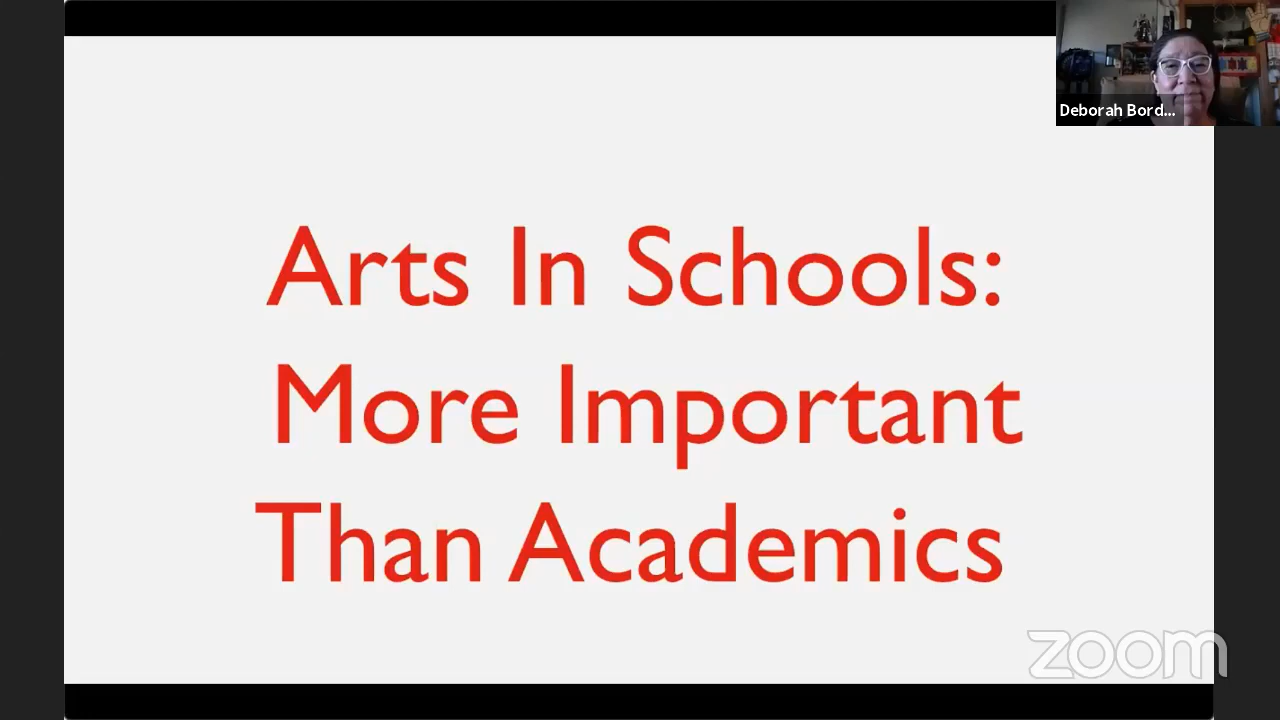 Deborah Bord...
Arts In Schools:
More Important
Than Academics
zoom